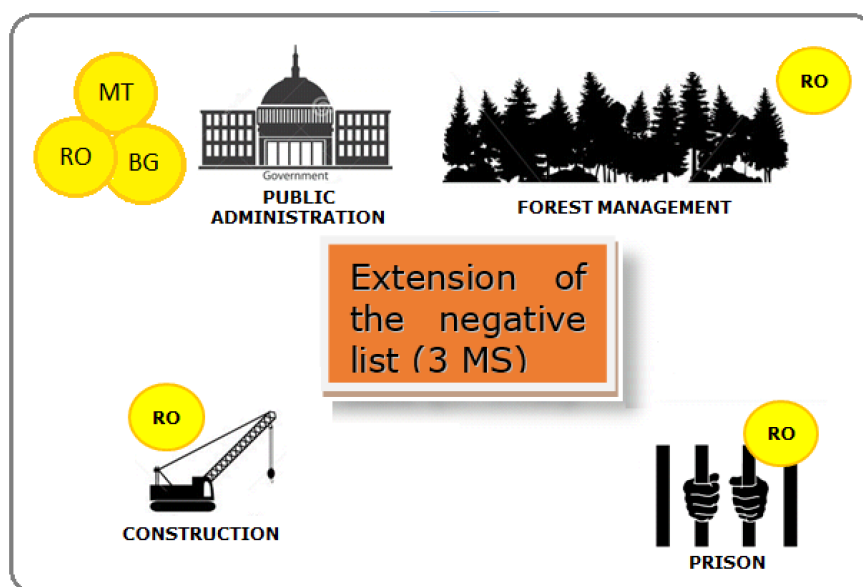 MT
RO
BG
Government
PUBLIC
ADMINISTRATION
RO
FOREST MANAGEMENT
Extension of
the negative
list (3 MS)
RO
CONSTRUCTION
RO
PRISON